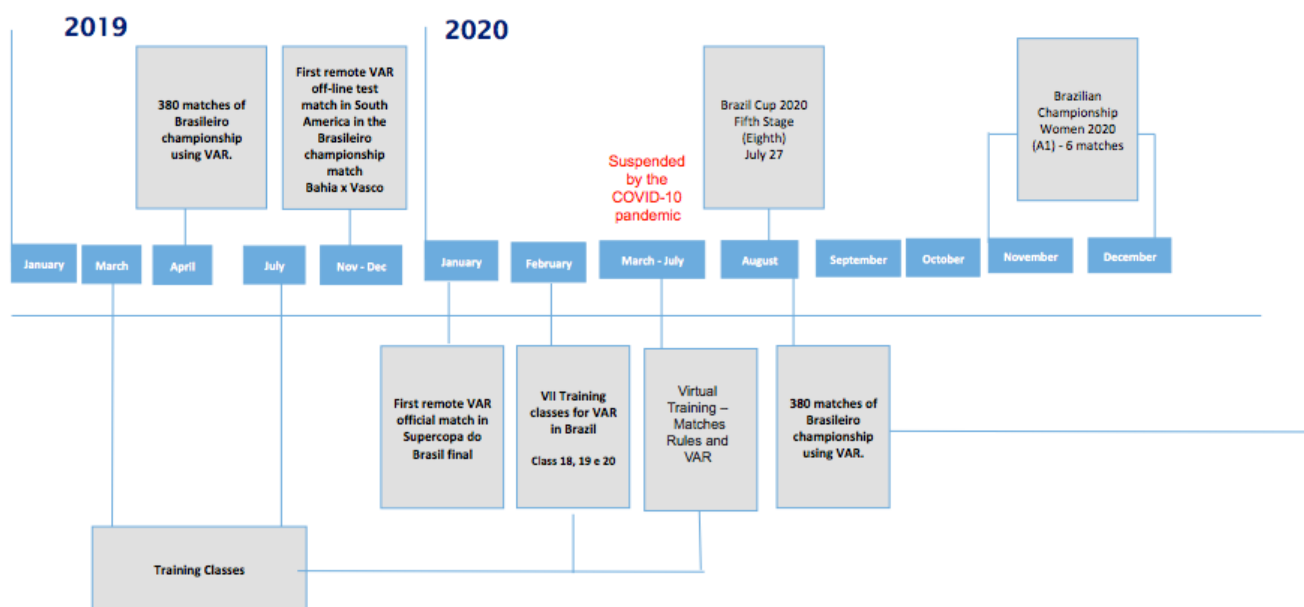 2019
2020
380 matches of
Brasileiro
championship
using VAR.
First remote VAR
off-line test
match in South
America in the
Brasileiro
championship
match
Bahia x Vasco
Suspended
by the
COVID-10
pandemic
Brazil Cup 2020
Fifth Stage
(Eighth)
July 27
Brazilian
Championship
Women 2020
(A1) - 6 matches
January
March
April
July
Nov - Dec
January
February
March - July
August
September
October
November
December
First remote VAR
official match in
Supercopa do
Brasil final
VII Training
classes for VAR
in Brazil
Class 18, 19 e 20
Virtual
Training –
Matches
Rules and
VAR
380 matches of
Brasileiro
championship
using VAR.
Training Classes